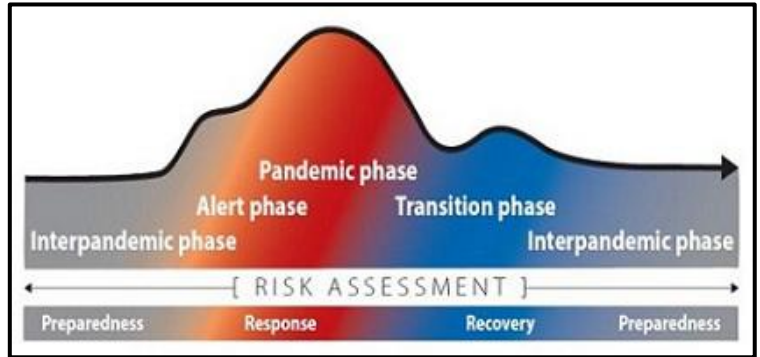 Pandemic phase
Alert phase
Transition phase
Interpandemic phase
Interpandemic phase
[ RISK ASSESSMENT ]
Preparedness
Response
Recovery
Preparedness